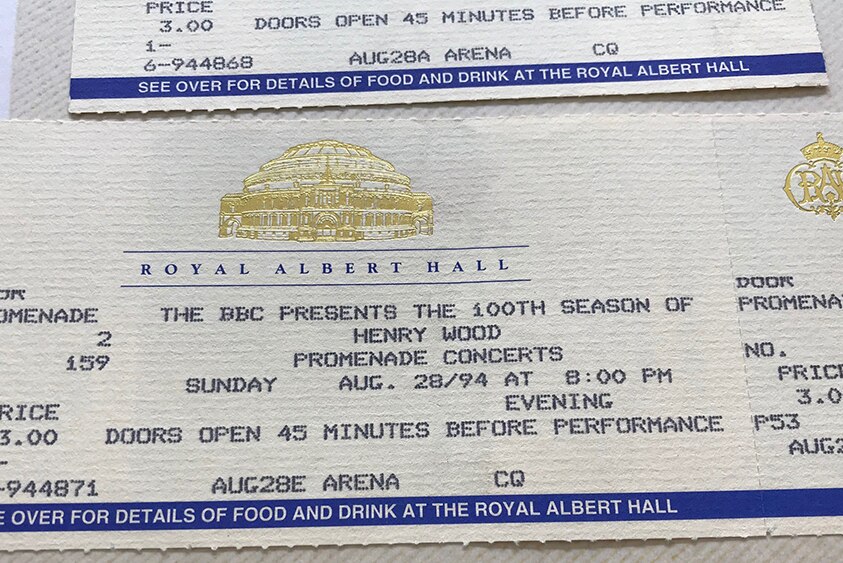 PRICE
3.00 DOORS OPEN 45 MINUTES BEFORE PERFORMANCE
1-
6-944868 AUG28A ARENA CQ
SEE OVER FOR DETAILS OF FOOD AND DRINK AT THE ROYAL ALBERT HALL
ROYAL ALBERT HALL
DOOR
OMENADE THE BBC PRESENTS THE 100TH SEASON OF PROMENA
2 HENRY WOOD
159 PROMENADE CONCERTS NO.
SUNDAY AUG. 28/94 AT 8:00 PM PRICE
EVENING 3.0
RICE
3.00 DOORS OPEN 45 MINUTES BEFORE PERFORMANCE P53
-944871 AUG28E ARENA CQ AUG2
E OVER FOR DETAILS OF FOOD AND DRINK AT THE ROYAL ALBERT HALL